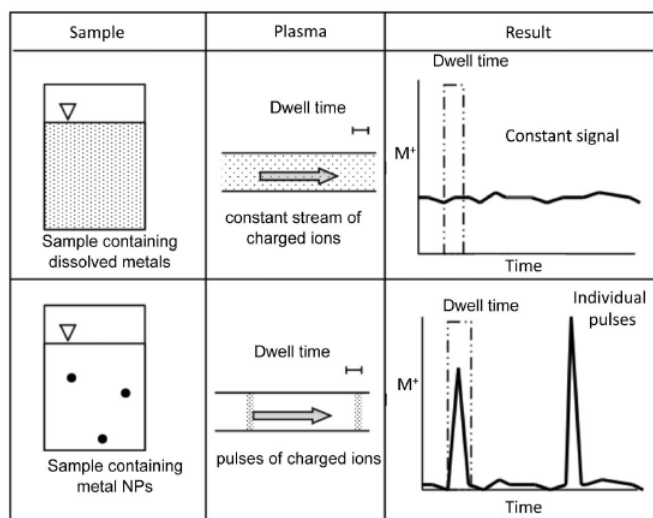 Sample
Plasma
Result
Sample containing
dissolved metals
Dwell time
constant stream of
charged ions
Dwell time
Constant signal
M⁺
Time
Sample containing
metal NPs
Dwell time
pulses of charged ions
Dwell time
Individual
pulses
M⁺
Time